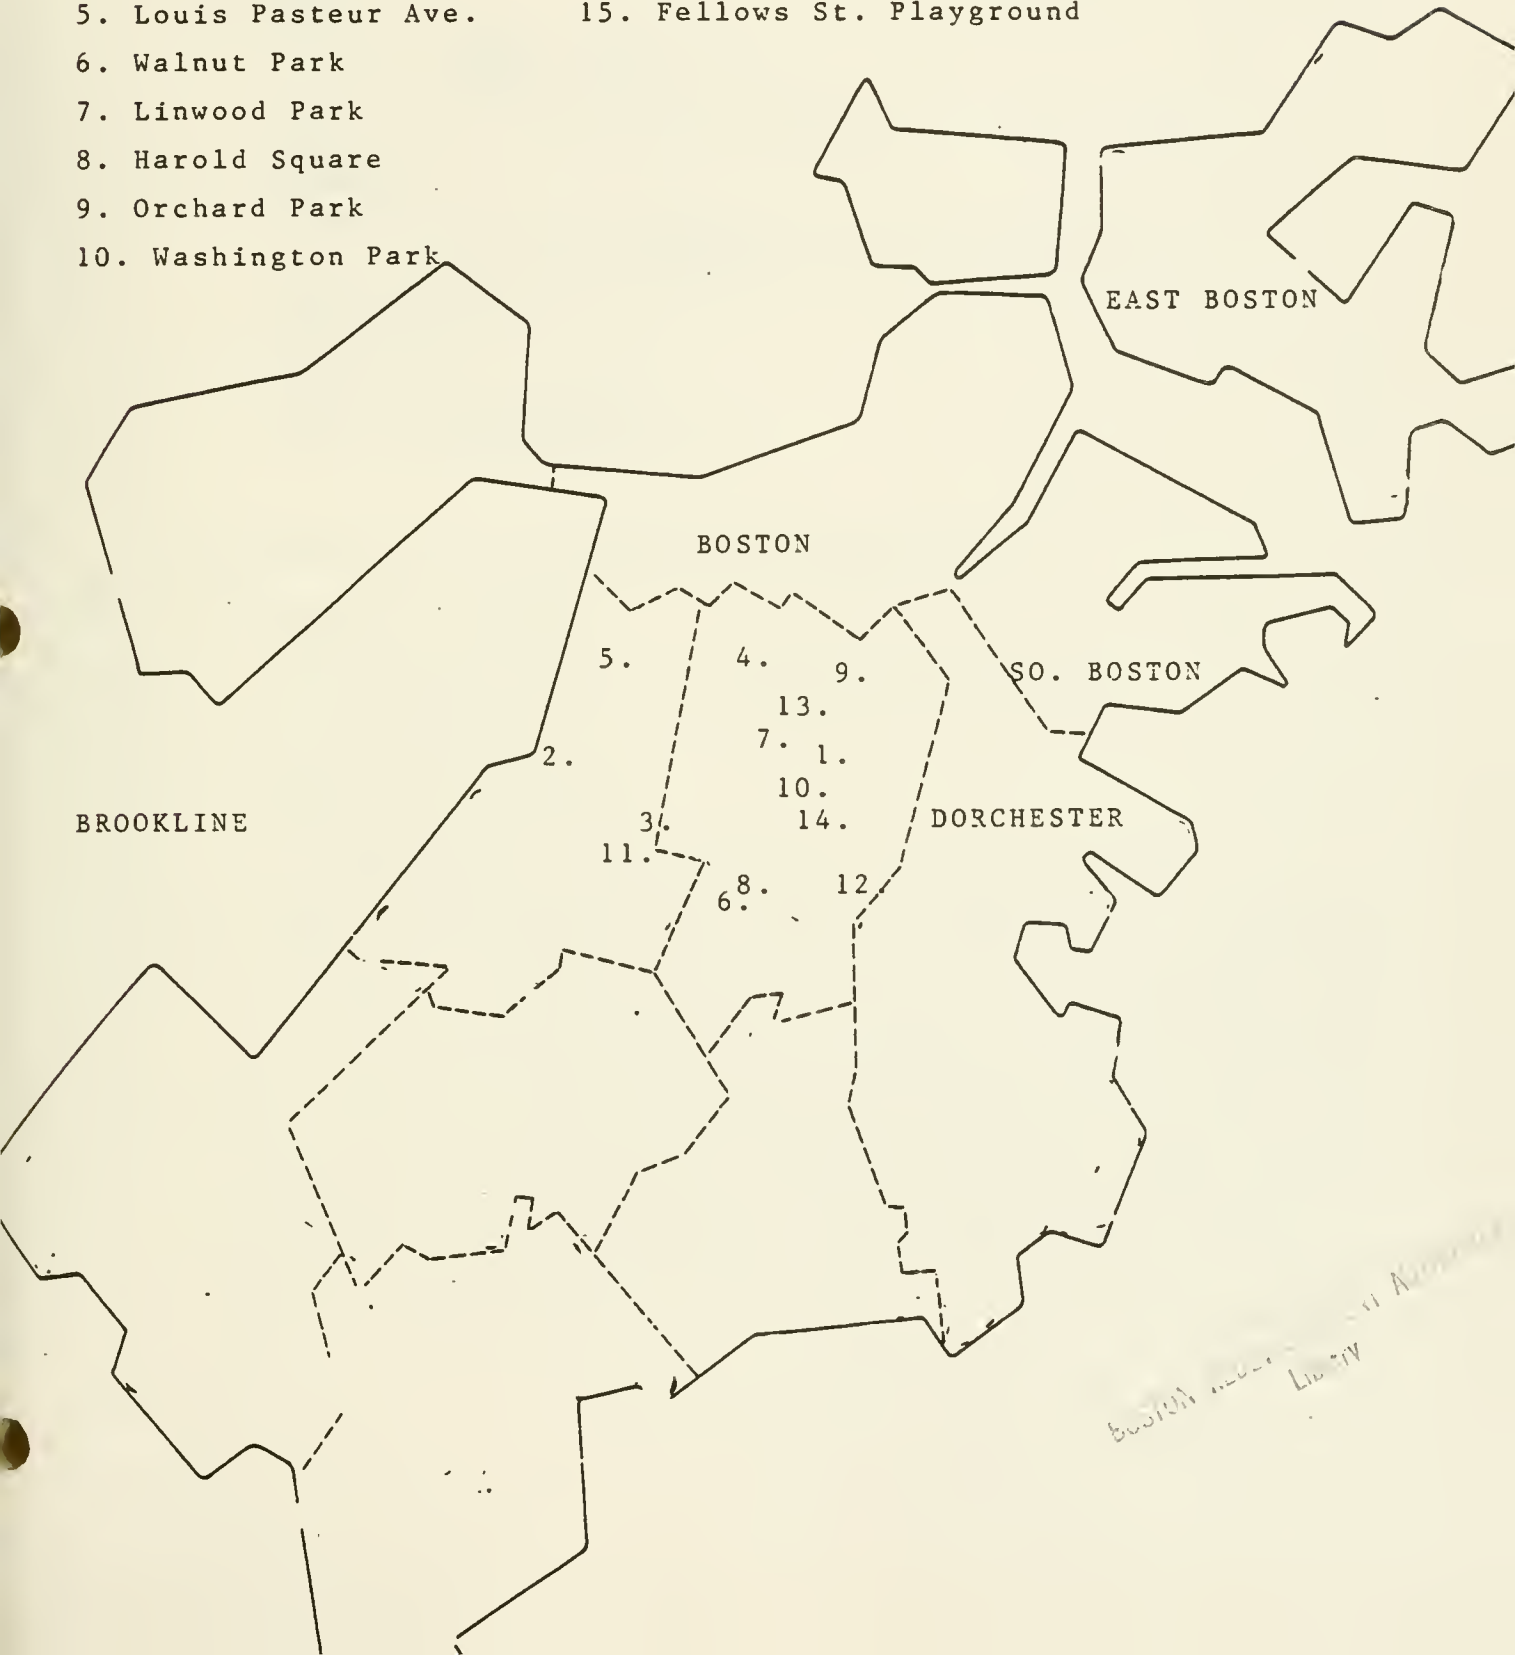 5. Louis Pasteur Ave. 15. Fellows St. Playground
6. Walnut Park
7. Linwood Park
8. Harold Square
9. Orchard Park
10. Washington Park
EAST BOSTON
BOSTON
5. 4. 9.
SO. BOSTON
13.
7. 1.
2.
10.
BROOKLINE
3. 14. DORCHESTER
11.
8. 12.
6.
BOSTON